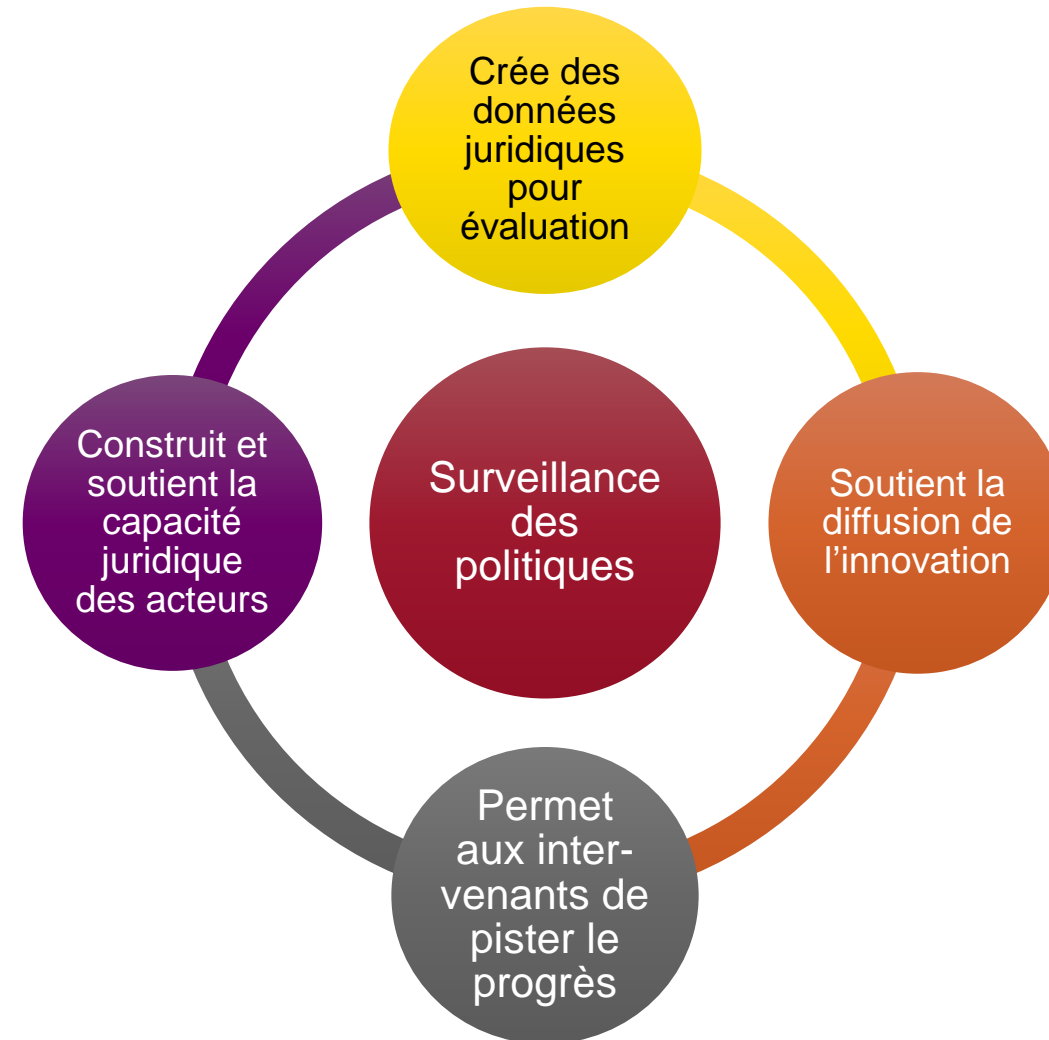 Crée des
données
juridiques
pour
évaluation
Construit et
soutient la
capacité
juridique
des acteurs
Surveillance
des
politiques
Soutient la
diffusion de
l’innovation
Permet
aux inter-
venants de
pister le
progrès